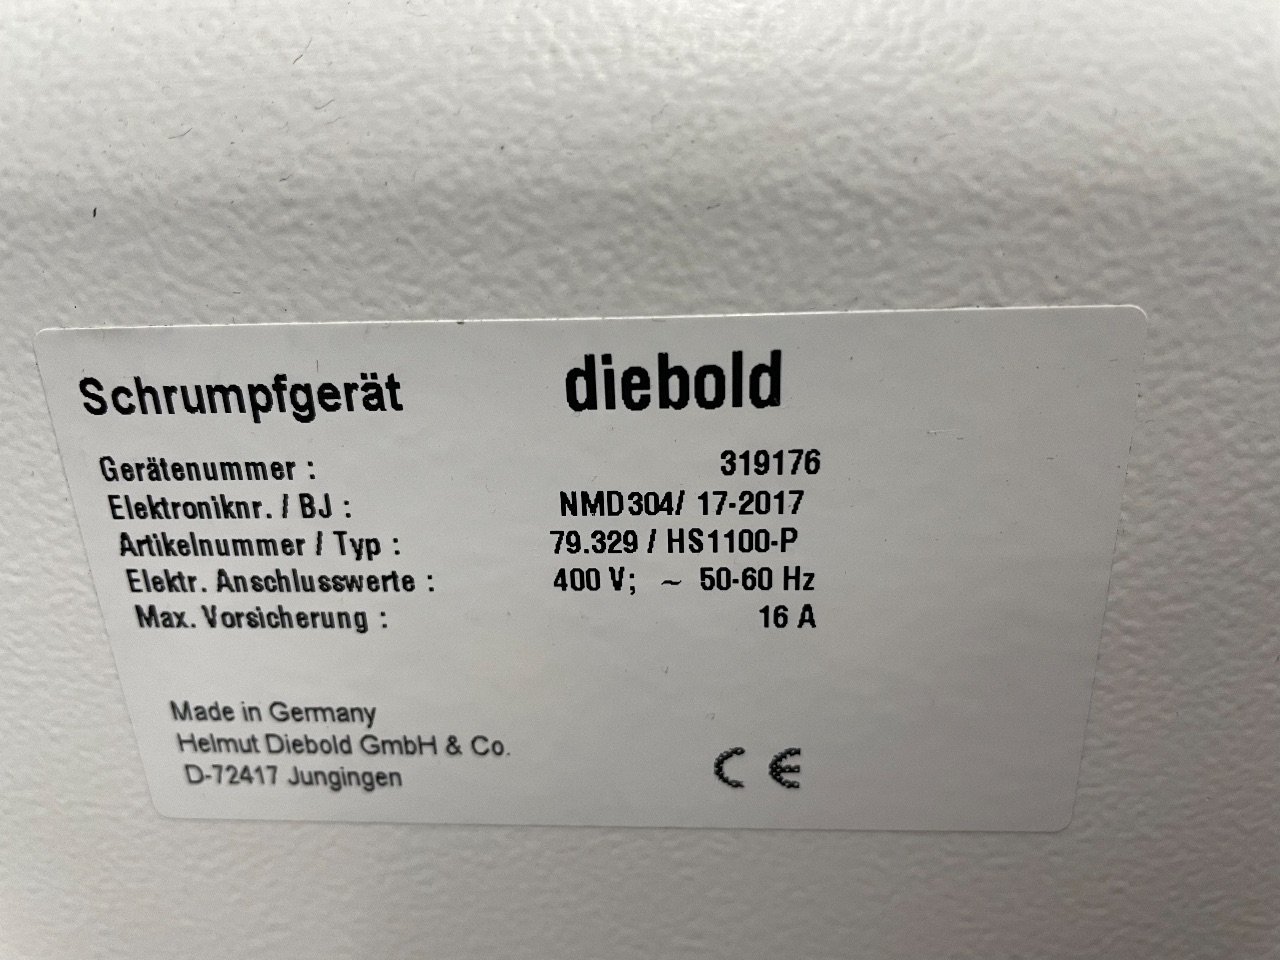 Schrumpfgerät diebold
Gerätenummer : 319176
Elektroniknr. / BJ : NMD304/ 17-2017
Artikelnummer / Typ : 79.329 / HS1100-P
Elektr. Anschlusswerte : 400 V; ~ 50-60 Hz
Max. Vorsicherung : 16 A
Made in Germany
Helmut Diebold GmbH & Co.
D-72417 Jungingen
CE